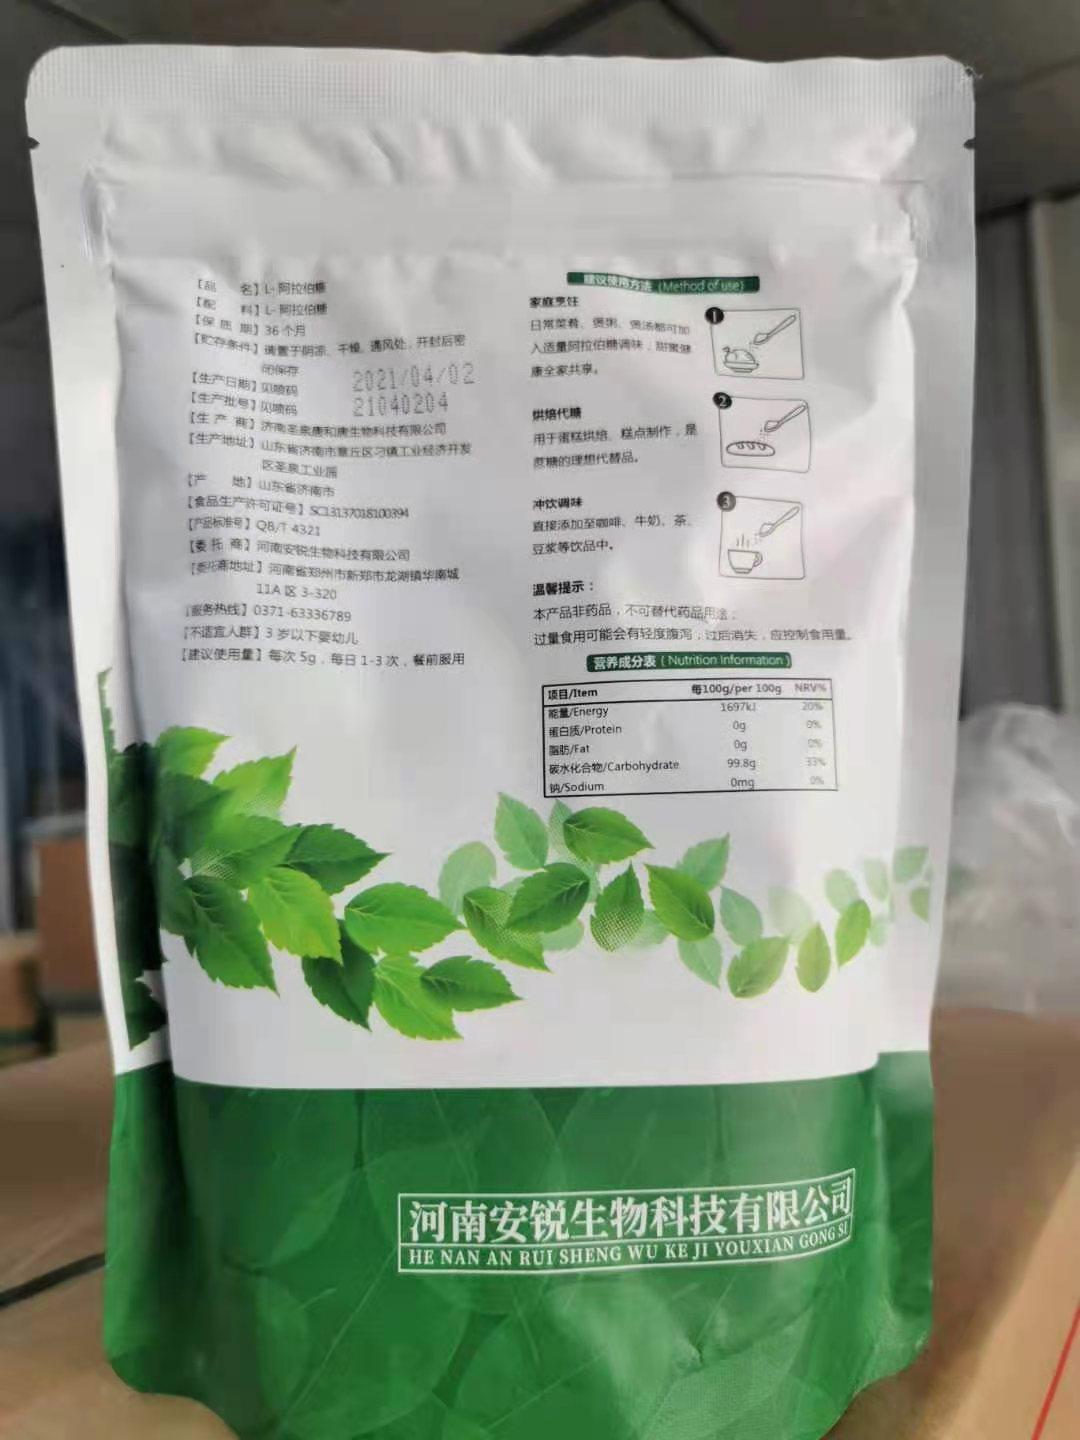 【品 名】L-阿拉伯糖
【配 料】L-阿拉伯糖
【保 质 期】36个月
【贮存条件】请置于阴凉、干燥、通风处，开封后密
闭保存
【生产日期】见喷码
2021/04/02
【生产批号】见喷码
21040204
【生 产 商】济南圣泉唐和唐生物科技有限公司
【生产地址】山东省济南市章丘区刁镇工业经济开发
区圣泉工业园
【产 地】山东省济南市
【食品生产许可证号】SC13137018100394
【产品标准号】QB/T 4321
【委 托 商】河南安锐生物科技有限公司
【委托商地址】河南省郑州市新郑市龙湖镇华南城
11A区3-320
【服务热线】0371-63336789
【不适宜人群】3岁以下婴幼儿
【建议使用量】每次5g，每日1-3次，餐前服用
建议使用方法（Method of use）
家庭烹饪
日常菜肴、煲粥、煲汤都可加
入适量阿拉伯糖调味，甜蜜健
康全家共享。
1
烘焙代糖
用于蛋糕烘焙、糕点制作，是
蔗糖的理想代替品。
2
冲饮调味
直接添加至咖啡、牛奶、茶、
豆浆等饮品中。
3
温馨提示：
本产品非药品，不可替代药品用途；
过量食用可能会有轻度腹泻，过后消失，应控制食用量。
营养成分表（Nutrition Information）
项目/Item 每100g/per 100g NRV%
能量/Energy 1697kJ 20%
蛋白质/Protein 0g 0%
脂肪/Fat 0g 0%
碳水化合物/Carbohydrate 99.8g 33%
钠/Sodium 0mg 0%
河南安锐生物科技有限公司
HE NAN AN RUI SHENG WU KE JI YOUXIAN GONG SI